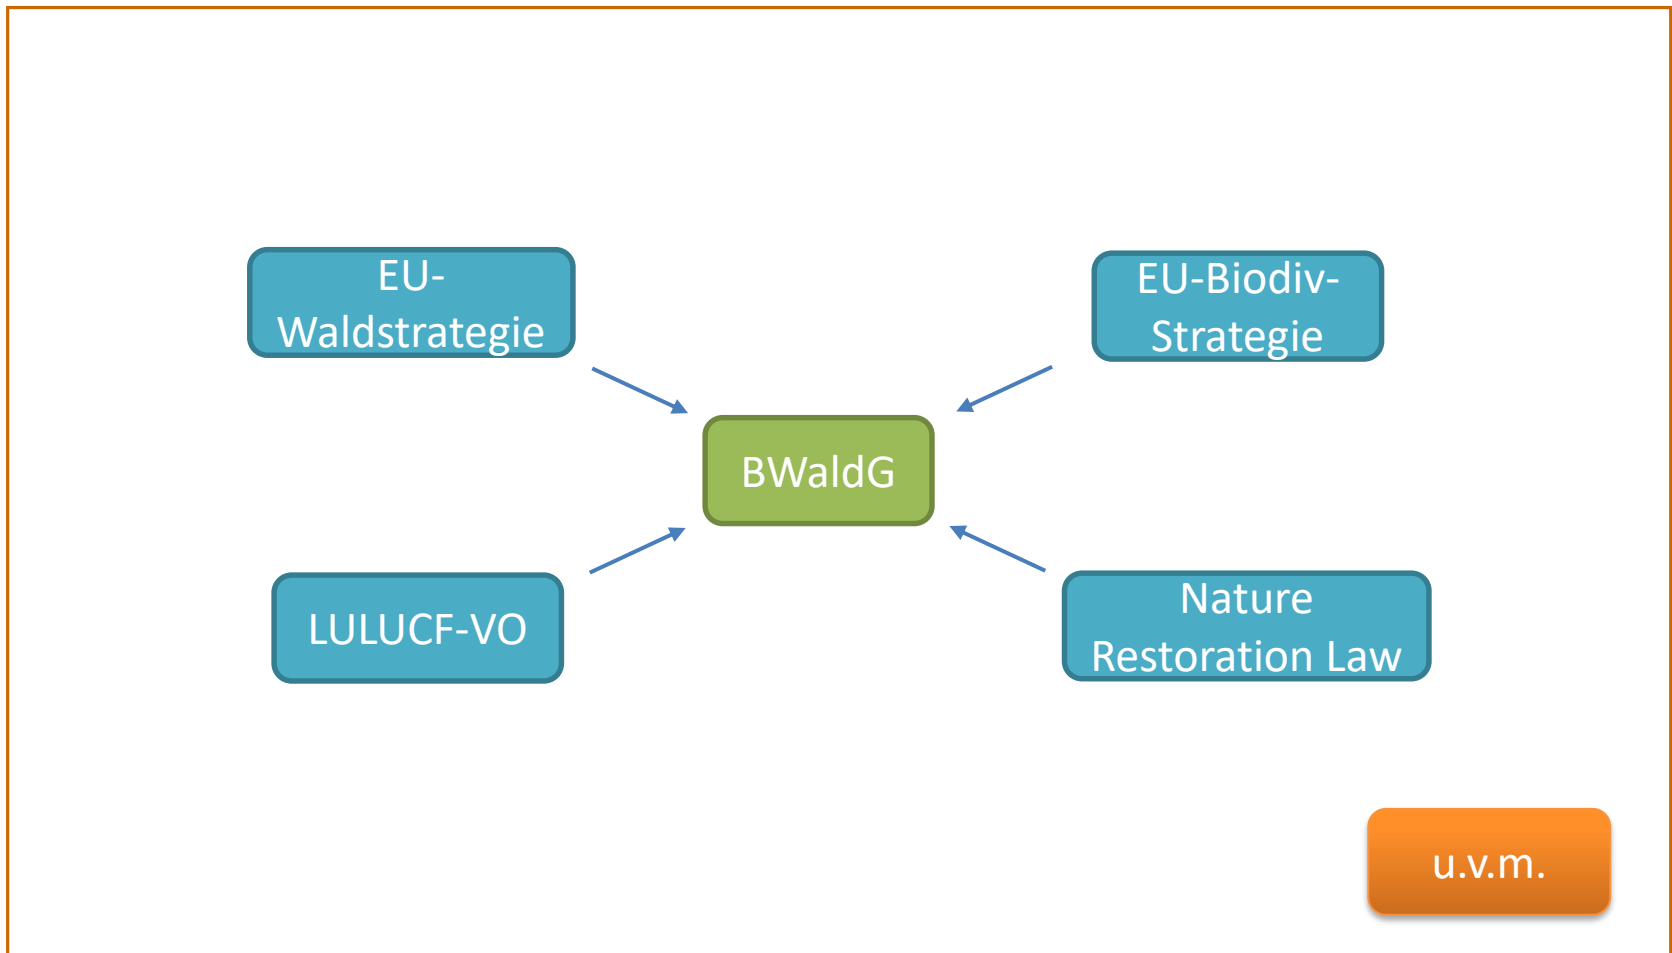 EU-
Waldstrategie
EU-Biodiv-
Strategie
BWaldG
LULUCF-VO
Nature
Restoration Law
u.v.m.